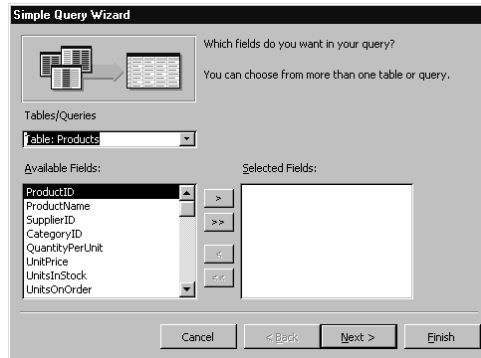 Simple Query Wizard
Which fields do you want in your query?
You can choose from more than one table or query.
Tables/Queries
Table: Products
Available Fields:
Selected Fields:
ProductID
ProductName
SupplierID
CategoryID
QuantityPerUnit
UnitPrice
UnitsInStock
UnitsOnOrder
>
>>
<
<<
Cancel
< Back
Next >
Finish